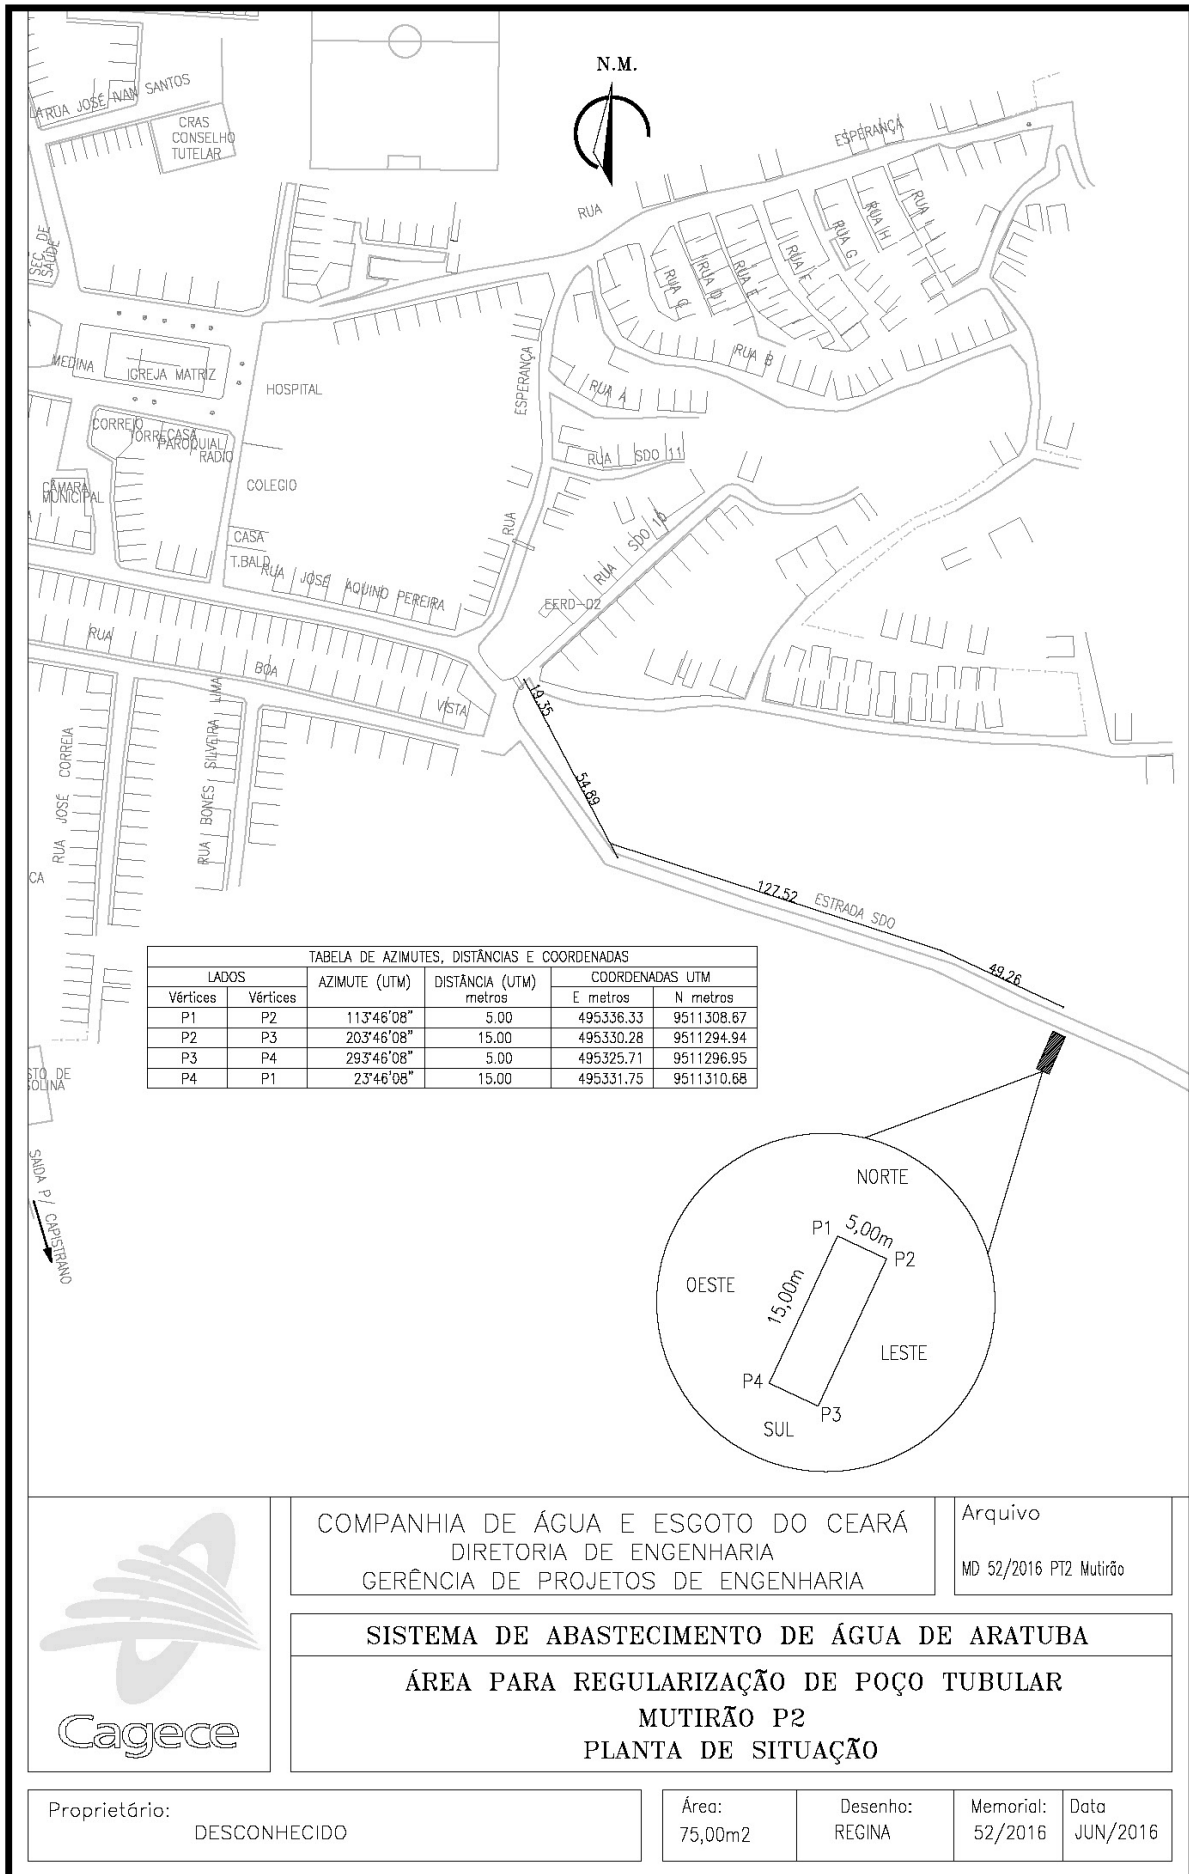 N.M.
RUA JOSÉ IVAN SANTOS
CRAS
CONSELHO
TUTELAR
RUA
ESPERANÇA
SEC. DE
SAÚDE
RUA C
RUA D
RUA E
RUA F
RUA G
RUA H
RUA I
RUA B
MEDINA
IGREJA MATRIZ
HOSPITAL
ESPERANÇA
RUA
RUA A
CORREIO
TORRE
CASA
PAROQUIAL
RADIO
RUA SDO 11
CÂMARA
MUNICIPAL
COLEGIO
CASA
T.BALD
RUA SDO 10
RUA JOSÉ AQUINO PEREIRA
EERD-02
RUA BOA VISTA
19.35
54.89
RUA JOSÉ CORREIA
RUA BONES SILVEIRA LIMA
CA
127.52
ESTRADA SDO
49.26
TABELA DE AZIMUTES, DISTÂNCIAS E COORDENADAS
LADOS AZIMUTE (UTM) DISTÂNCIA (UTM) metros COORDENADAS UTM
Vértices Vértices E metros N metros
P1 P2 113°46'08" 5.00 495336.33 9511308.67
P2 P3 203°46'08" 15.00 495330.28 9511294.94
P3 P4 293°46'08" 5.00 495325.71 9511296.95
P4 P1 23°46'08" 15.00 495331.75 9511310.68
STO DE
SOLINA
SAIDA P/ CAPISTRANO
NORTE
P1
5,00m
P2
OESTE
15,00m
LESTE
P4
P3
SUL
COMPANHIA DE ÁGUA E ESGOTO DO CEARÁ
DIRETORIA DE ENGENHARIA
GERÊNCIA DE PROJETOS DE ENGENHARIA
Arquivo
MD 52/2016 PT2 Mutirão
SISTEMA DE ABASTECIMENTO DE ÁGUA DE ARATUBA
ÁREA PARA REGULARIZAÇÃO DE POÇO TUBULAR
MUTIRÃO P2
PLANTA DE SITUAÇÃO
Cagece
Proprietário:
DESCONHECIDO
Área:
75,00m2
Desenho:
REGINA
Memorial:
52/2016
Data
JUN/2016